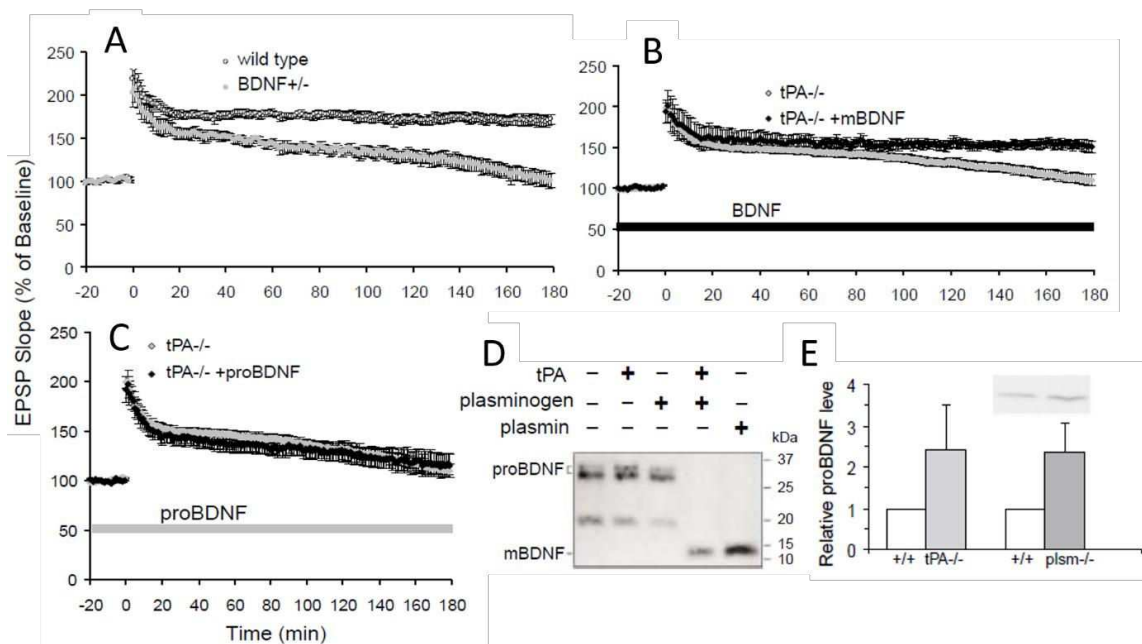 A
250
200
150
100
50
0
wild type
BDNF+/-
-20 0 20 40 60 80 100 120 140 160 180
B
250
200
150
100
50
0
tPA-/-
tPA-/- +mBDNF
BDNF
-20 0 20 40 60 80 100 120 140 160 180
EPSP Slope (% of Baseline)
C
250
200
150
100
50
0
tPA-/-
tPA-/- +proBDNF
proBDNF
-20 0 20 40 60 80 100 120 140 160 180
Time (min)
D
tPA – + – + –
plasminogen – – + + –
plasmin – – – – +
kDa
proBDNF
mBDNF
37
25
20
15
10
E
Relative proBDNF level
4
3
2
1
0
+/+ tPA-/- +/+ plsm-/-